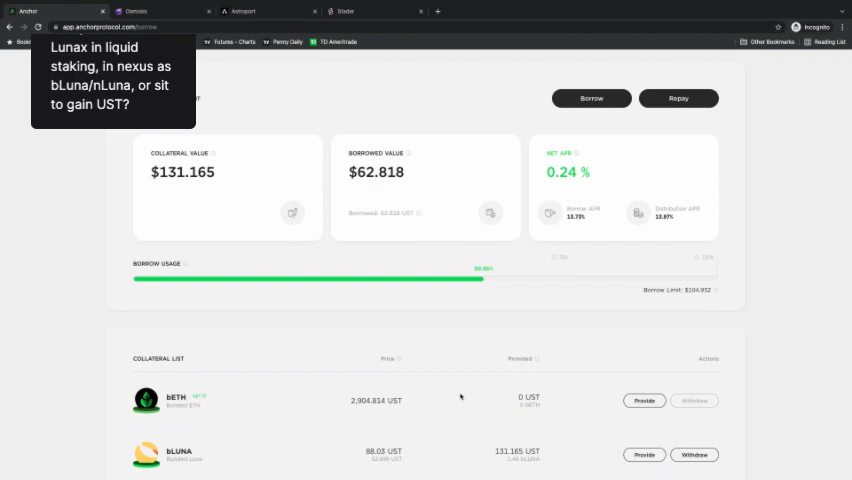 Anchor
Osmosis
Astroport
Stader
app.anchorprotocol.com/borrow
Incognito
Futures - Charts
Penny Daily
TD Ameritrade
Other Bookmarks
Reading List
Lunax in liquid
staking, in nexus as
bLuna/nLuna, or sit
to gain UST?
Borrow
Repay
COLLATERAL VALUE
BORROWED VALUE
NET APR
$131.165
$62.818
0.24 %
Borrowed: 62.818 UST
Borrow APR
13.73%
Distribution APR
13.97%
BORROW USAGE
Borrow Limit: $104.932
COLLATERAL LIST
Price
Provided
Actions
bETH
Bonded ETH
2,904.814 UST
0 UST
0 bETH
Provide
Withdraw
bLUNA
Bonded Luna
88.03 UST
131.165 UST
1.49 bLUNA
Provide
Withdraw